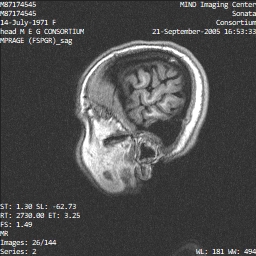 M87174545
M87174545
14-July-1971 F
head M E G CONSORTIUM
MPRAGE (FSPGR)_sag
MIND Imaging Center
Sonata
Consortium
21-September-2005 16:53:33
ST: 1.30 SL: -62.73
RT: 2730.00 ET: 3.25
FS: 1.49
MR
Images: 26/144
Series: 2
WL: 181 WW: 494